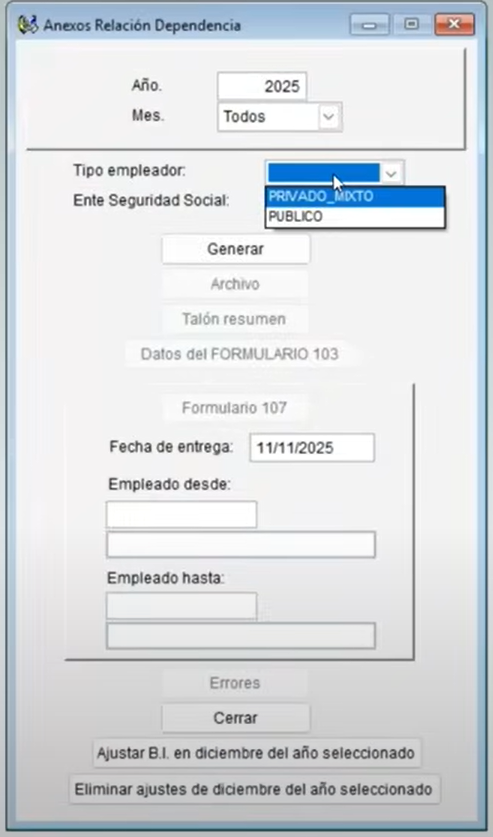 Anexos Relación Dependencia
Año. 2025
Mes. Todos
Tipo empleador:
PRIVADO_MIXTO
Ente Seguridad Social:
PUBLICO
Generar
Archivo
Talón resumen
Datos del FORMULARIO 103
Formulario 107
Fecha de entrega: 11/11/2025
Empleado desde:
Empleado hasta:
Errores
Cerrar
Ajustar B.I. en diciembre del año seleccionado
Eliminar ajustes de diciembre del año seleccionado